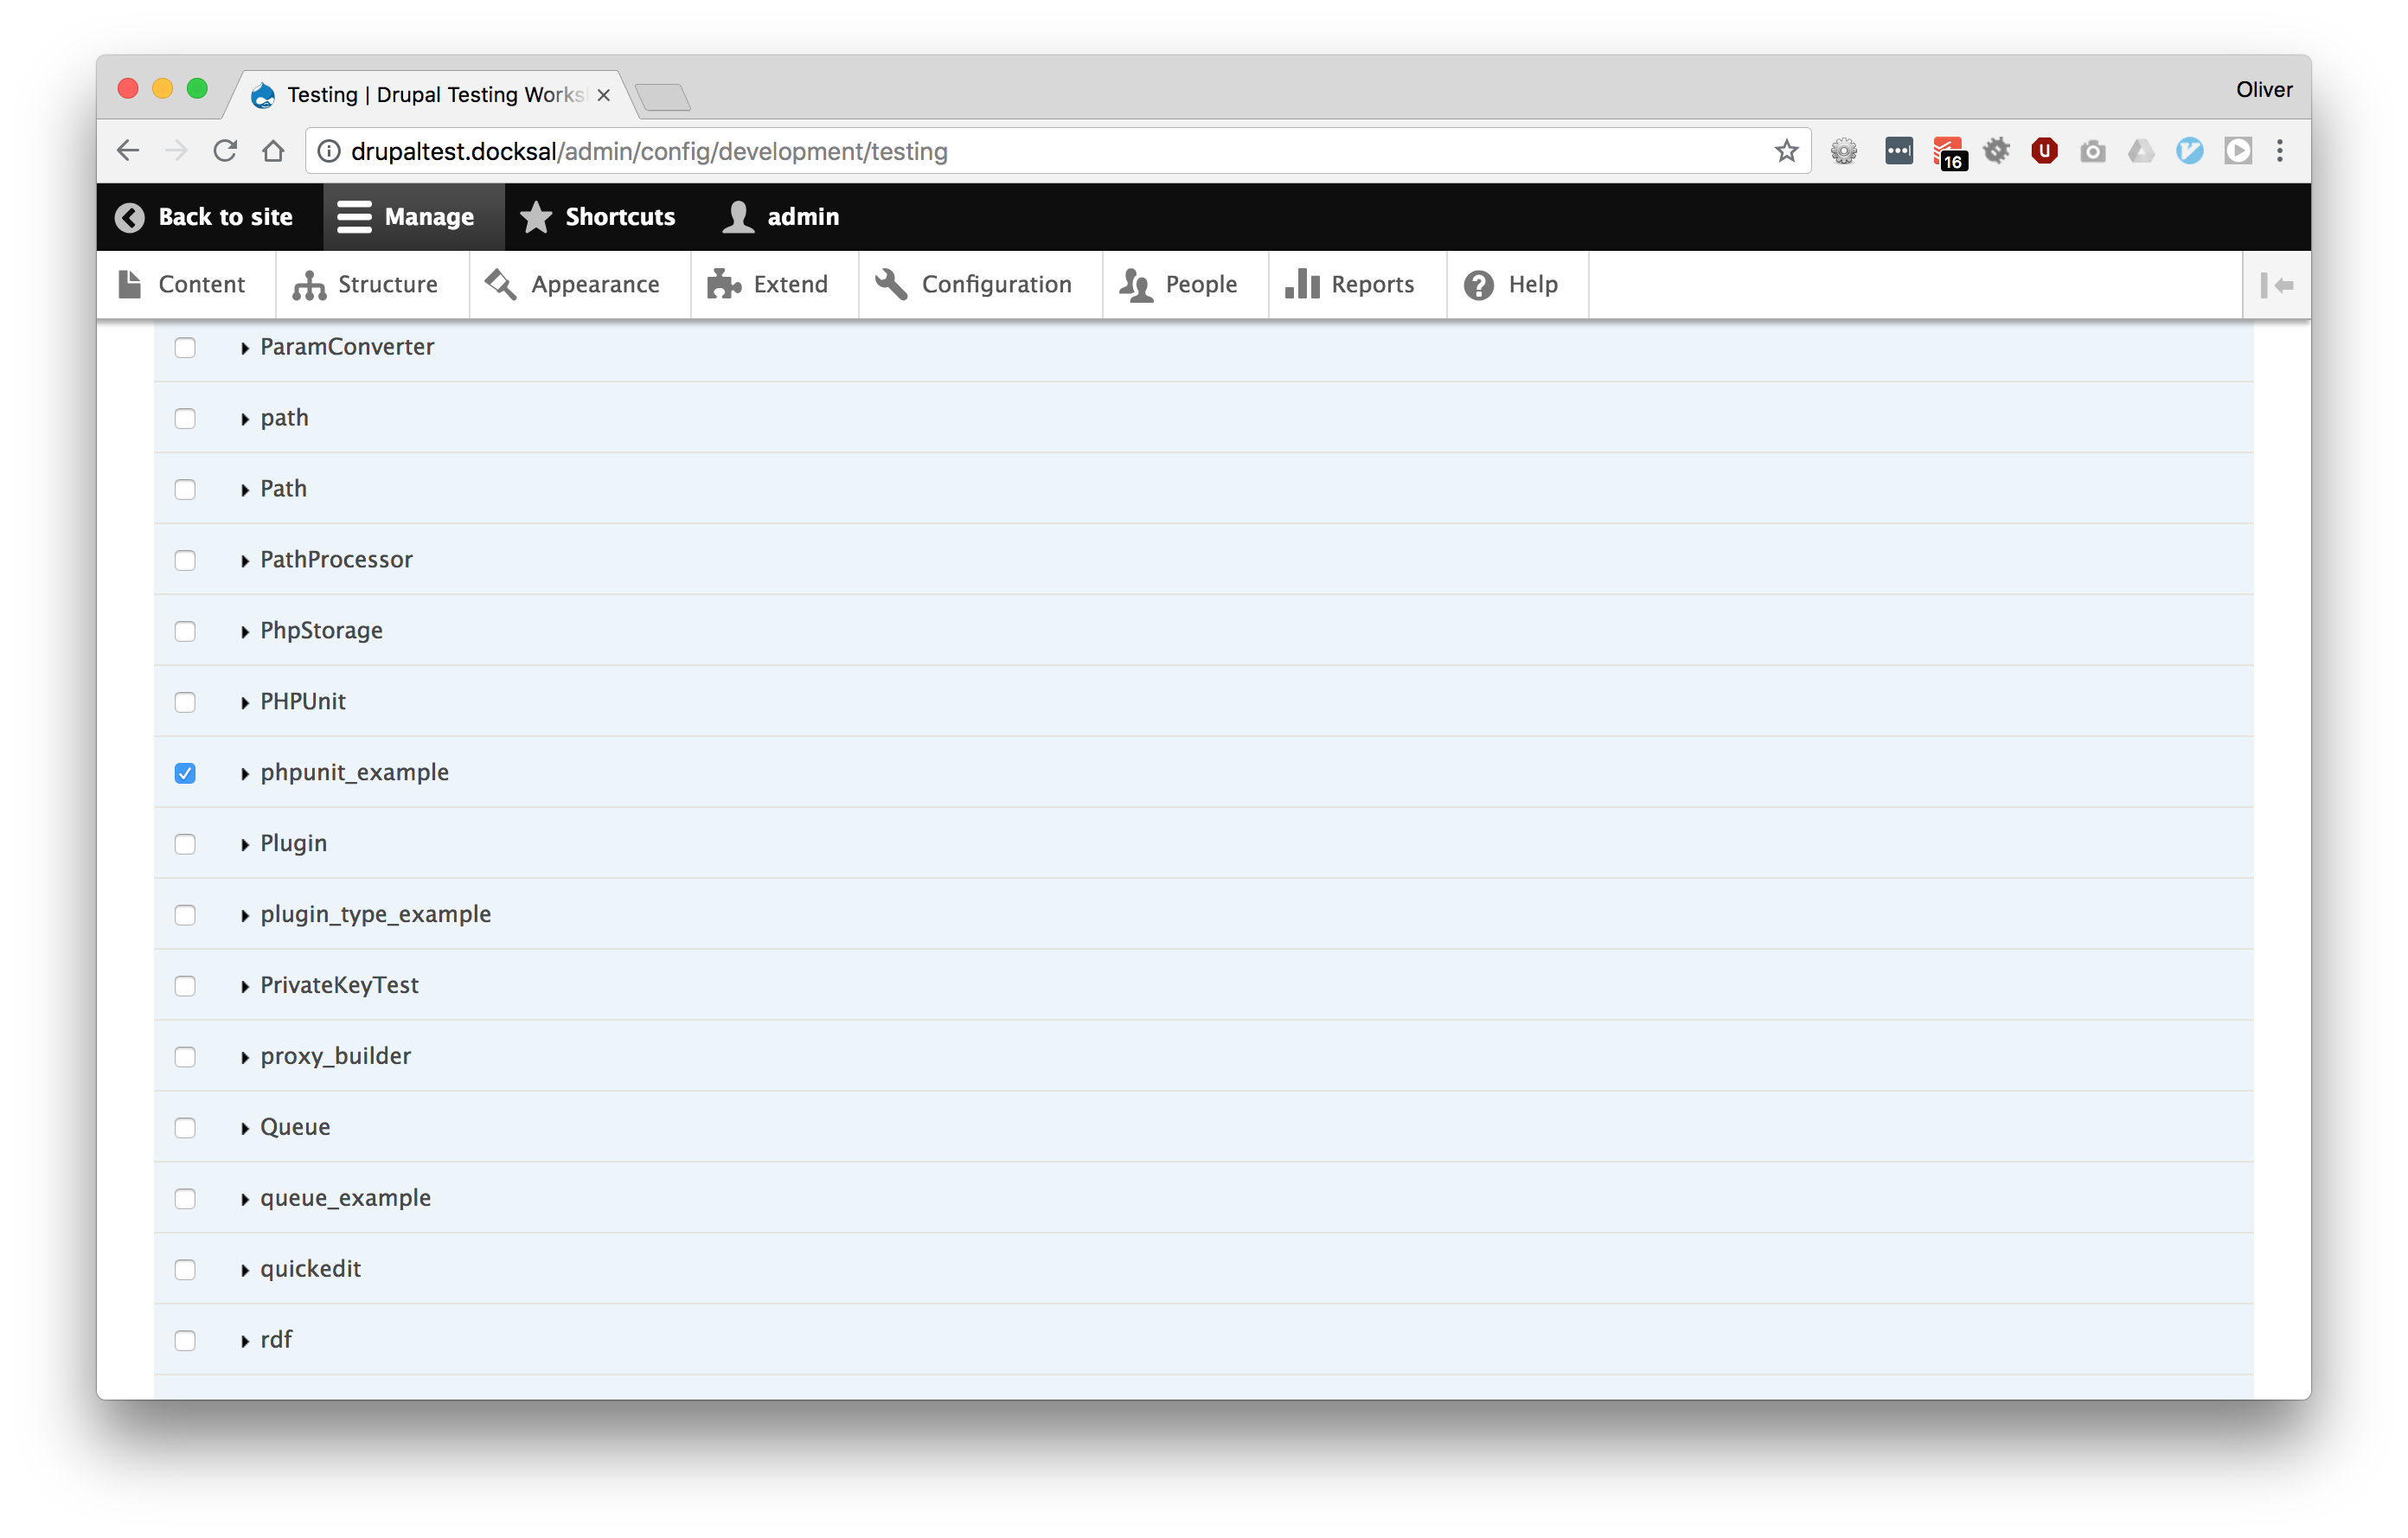 Testing | Drupal Testing Works
Oliver
drupaltest.docksal/admin/config/development/testing
16
Back to site Manage Shortcuts admin
Content Structure Appearance Extend Configuration People Reports Help
ParamConverter
path
Path
PathProcessor
PhpStorage
PHPUnit
phpunit_example
Plugin
plugin_type_example
PrivateKeyTest
proxy_builder
Queue
queue_example
quickedit
rdf